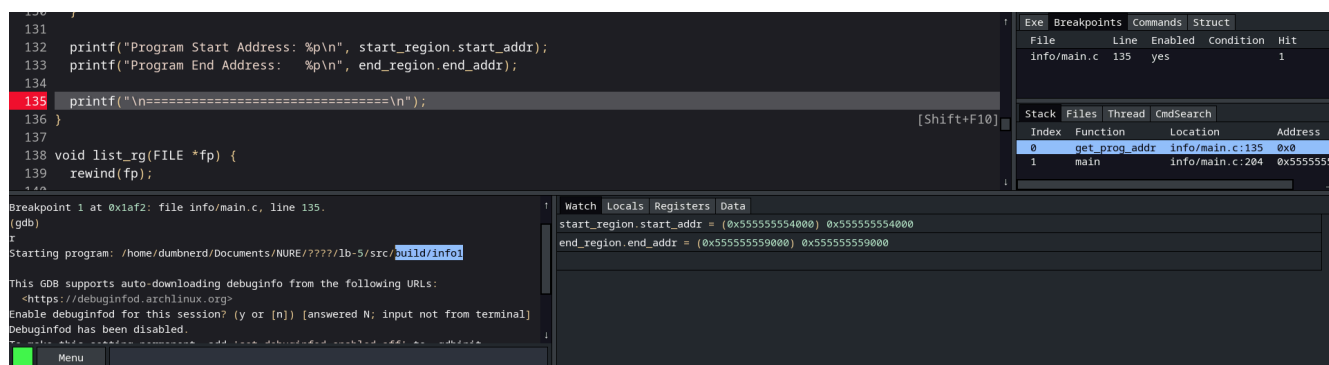 131
132 printf("Program Start Address: %p\n", start_region.start_addr);
133 printf("Program End Address:   %p\n", end_region.end_addr);
134
135 printf("\n================================\n");
136 } [Shift+F10]
137
138 void list_rg(FILE *fp) {
139 rewind(fp);
Exe Breakpoints Commands Struct
File Line Enabled Condition Hit
info/main.c 135 yes 1
Stack Files Thread CmdSearch
Index Function Location Address
0 get_prog_addr info/main.c:135 0x0
1 main info/main.c:204 0x5555555
Breakpoint 1 at 0x1af2: file info/main.c, line 135.
(gdb)
r
Starting program: /home/dumbnerd/Documents/NURE/????/lb-5/src/build/info1
This GDB supports auto-downloading debuginfo from the following URLs:
<https://debuginfod.archlinux.org>
Enable debuginfod for this session? (y or [n]) [answered N; input not from terminal]
Debuginfod has been disabled.
Menu
Watch Locals Registers Data
start_region.start_addr = (0x555555554000) 0x555555554000
end_region.end_addr = (0x555555559000) 0x555555559000